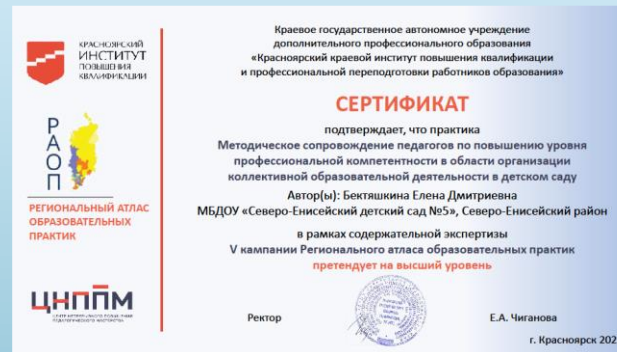 КРАСНОЯРСКИЙ
ИНСТИТУТ
ПОВЫШЕНИЯ
КВАЛИФИКАЦИИ
РАОП
РЕГИОНАЛЬНЫЙ АТЛАС
ОБРАЗОВАТЕЛЬНЫХ
ПРАКТИК
ЦНППМ
Краевое государственное автономное учреждение
дополнительного профессионального образования
«Красноярский краевой институт повышения квалификации
и профессиональной переподготовки работников образования»
СЕРТИФИКАТ
подтверждает, что практика
Методическое сопровождение педагогов по повышению уровня
профессиональной компетентности в области организации
коллективной образовательной деятельности в детском саду
Автор(ы): Бектяшкина Елена Дмитриевна
МБДОУ «Северо-Енисейский детский сад №5», Северо-Енисейский район
в рамках содержательной экспертизы
V кампании Регионального атласа образовательных практик
претендует на высший уровень
Ректор
Е.А. Чиганова
г. Красноярск 202